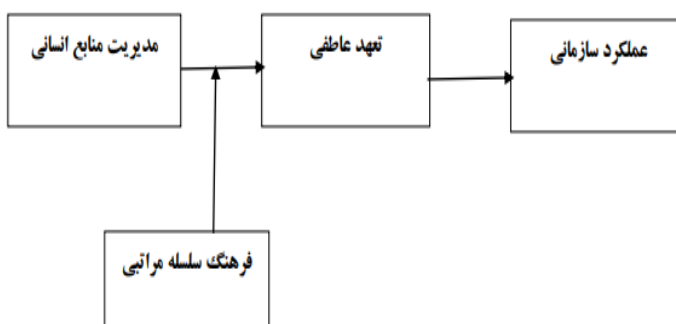 مدیریت منابع انسانی
تعهد عاطفی
عملکرد سازمانی
فرهنگ سلسله مراتبی